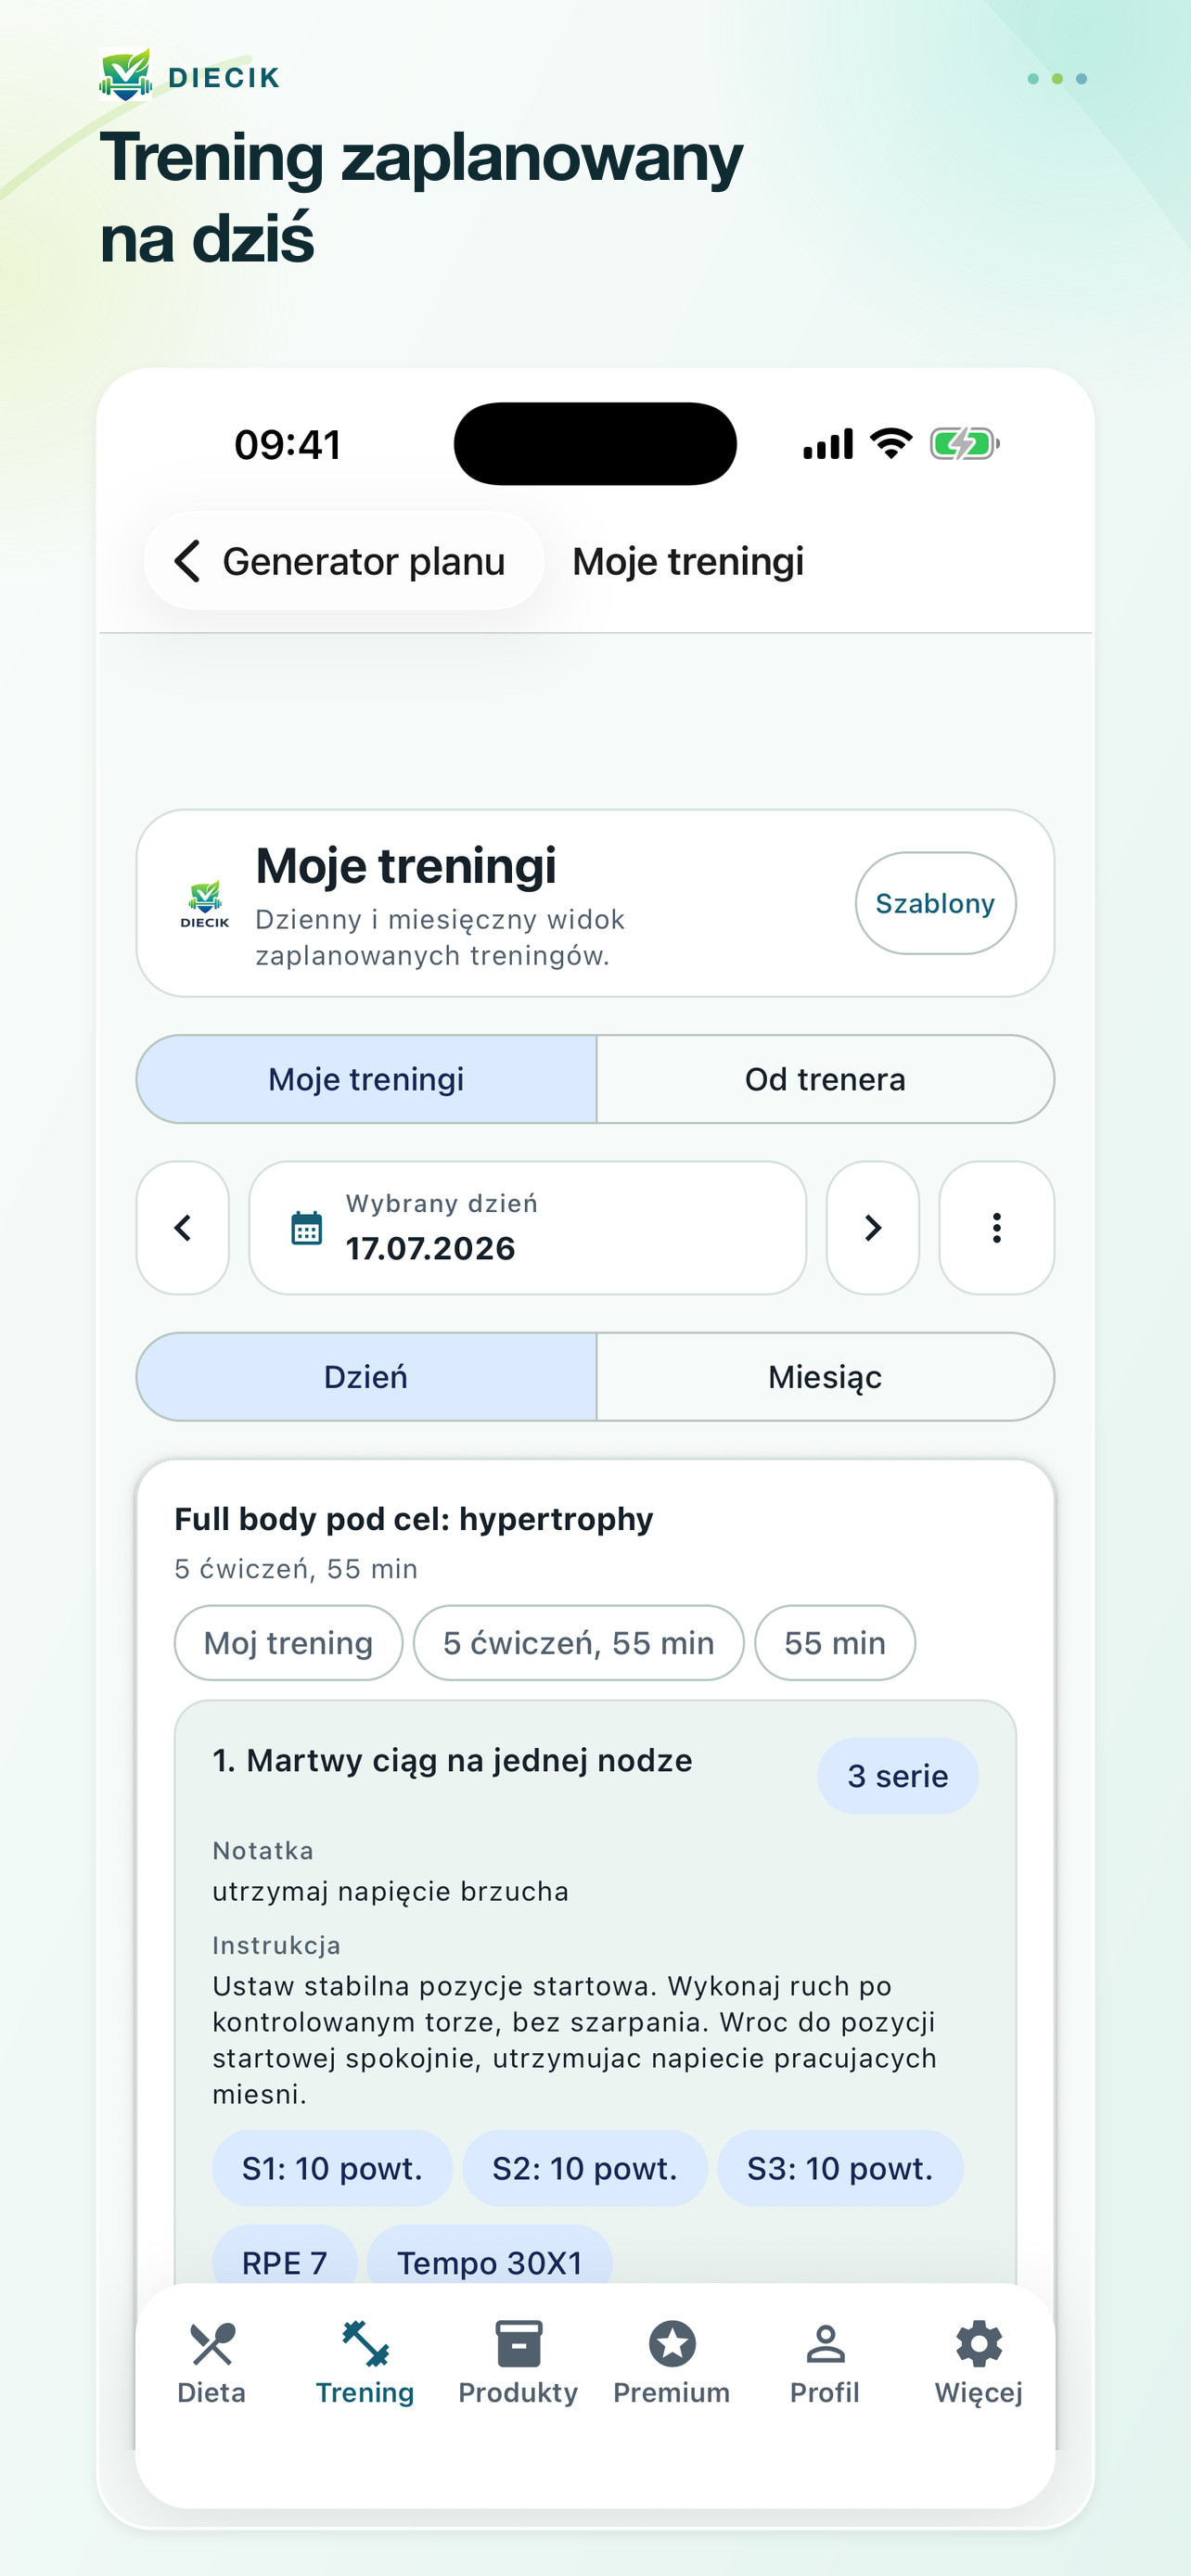 DIECIK
Trening zaplanowany
na dziś
09:41
Generator planu
Moje treningi
Moje treningi
Dzienny i miesięczny widok
zaplanowanych treningów.
DIECIK
Szablony
Moje treningi
Od trenera
Wybrany dzień
17.07.2026
Dzień
Miesiąc
Full body pod cel: hypertrophy
5 ćwiczeń, 55 min
Moj trening
5 ćwiczeń, 55 min
55 min
1. Martwy ciąg na jednej nodze
3 serie
Notatka
utrzymaj napięcie brzucha
Instrukcja
Ustaw stabilna pozycje startowa. Wykonaj ruch po
kontrolowanym torze, bez szarpania. Wroc do pozycji
startowej spokojnie, utrzymujac napiecie pracujacych
miesni.
S1: 10 powt.
S2: 10 powt.
S3: 10 powt.
RPE 7
Tempo 30X1
Dieta
Trening
Produkty
Premium
Profil
Więcej